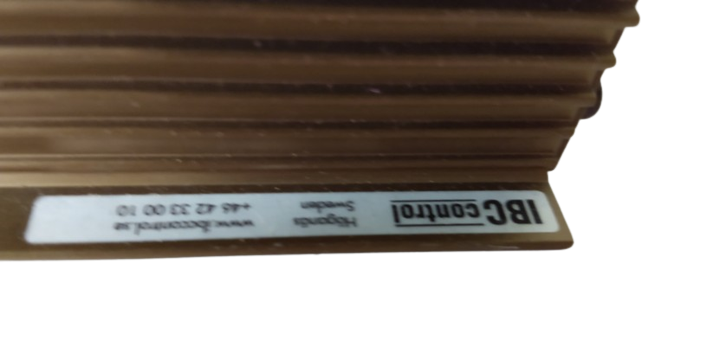 IBC control
Höganäs
Sweden
www.ibccontrol.se
+46 42 33 00 10